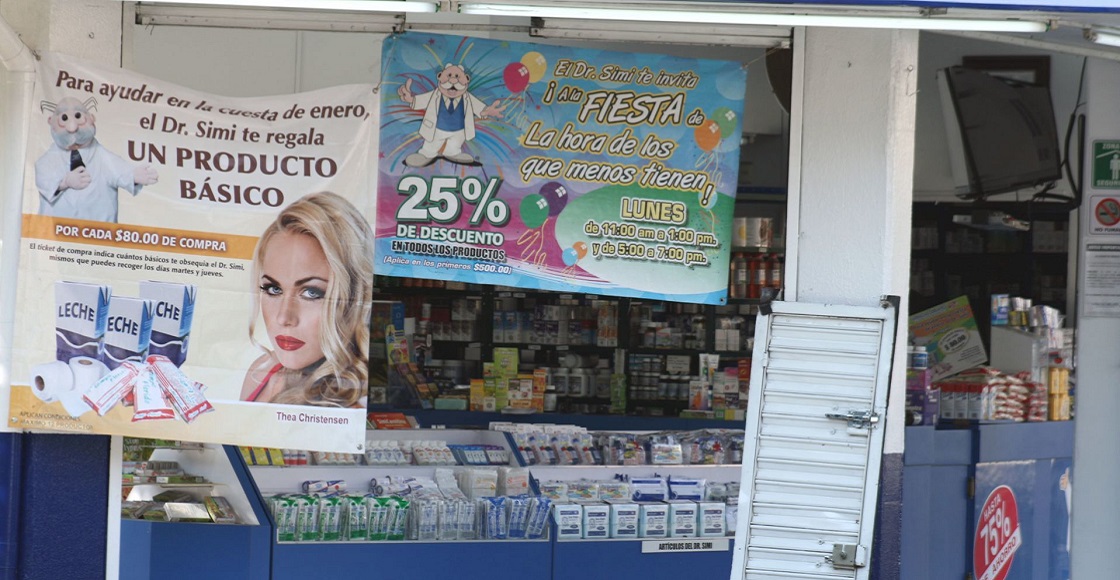 Para ayudar en la cuesta de enero,
el Dr. Simi te regala
UN PRODUCTO
BÁSICO
POR CADA $80.00 DE COMPRA
El ticket de compra indica cuántos básicos te obsequia el Dr. Simi,
mismos que puedes recoger los días martes y jueves.
LECHE
LECHE
LECHE
APLICAN CONDICIONES
Thea Christensen
El Dr. Simi te invita
¡A la FIESTA de
La hora de los
que menos tienen!
25%
DE DESCUENTO
EN TODOS LOS PRODUCTOS
(Aplica en los primeros $500.00)
LUNES
de 11:00 am a 1:00 pm.
y de 5:00 a 7:00 pm.
ARTÍCULOS DEL DR. SIMI
HASTA
75%
AHORRO